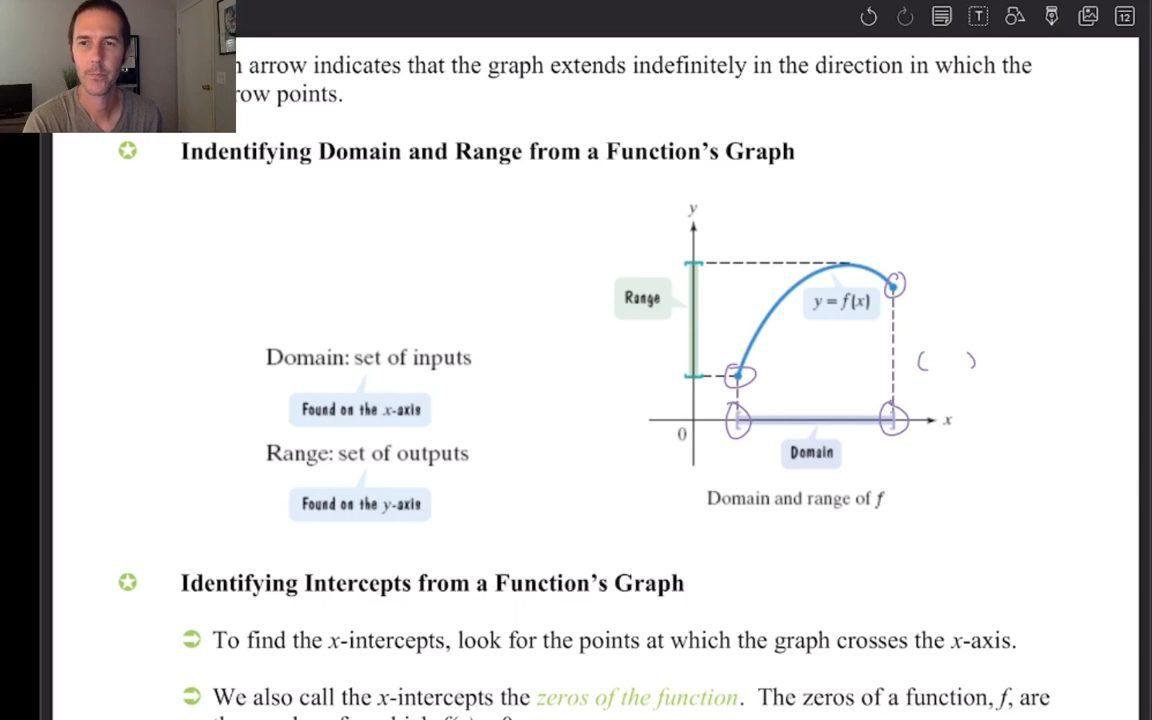 12
n arrow indicates that the graph extends indefinitely in the direction in which the
row points.
Indentifying Domain and Range from a Function's Graph
y
Range
y = f(x)
Domain: set of inputs
( )
Found on the x-axis
0
x
Range: set of outputs
Domain
Found on the y-axis
Domain and range of f
Identifying Intercepts from a Function's Graph
To find the x-intercepts, look for the points at which the graph crosses the x-axis.
We also call the x-intercepts the zeros of the function. The zeros of a function, f, are